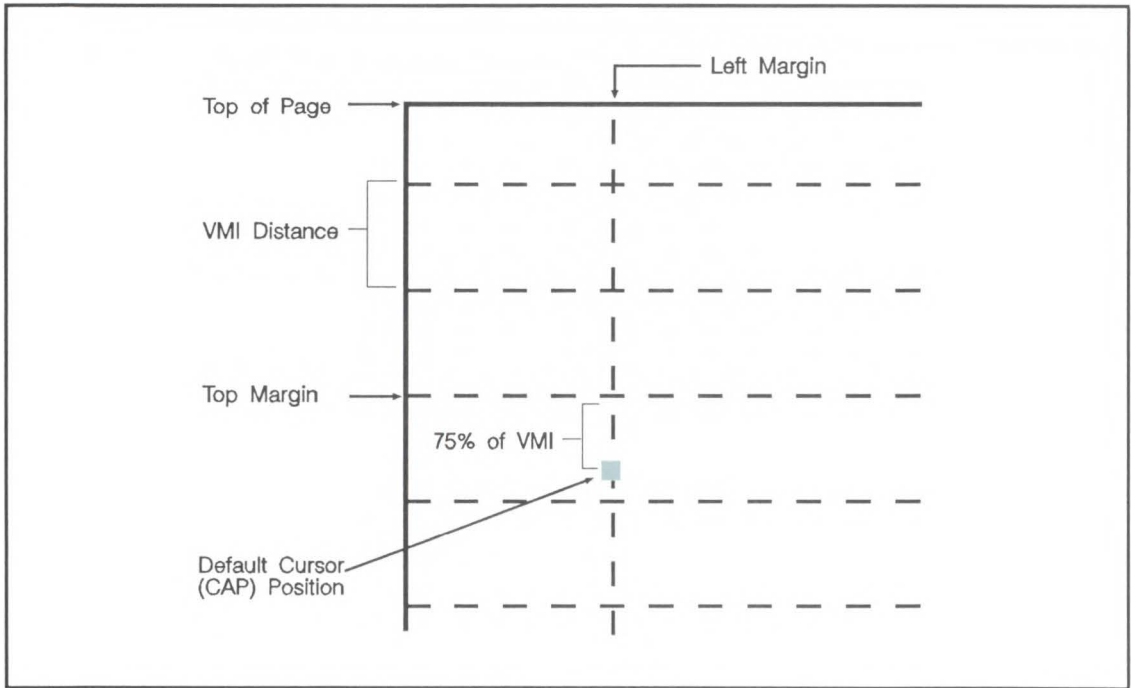 Left Margin
Top of Page
VMI Distance
Top Margin
75% of VMI
Default Cursor
(CAP) Position